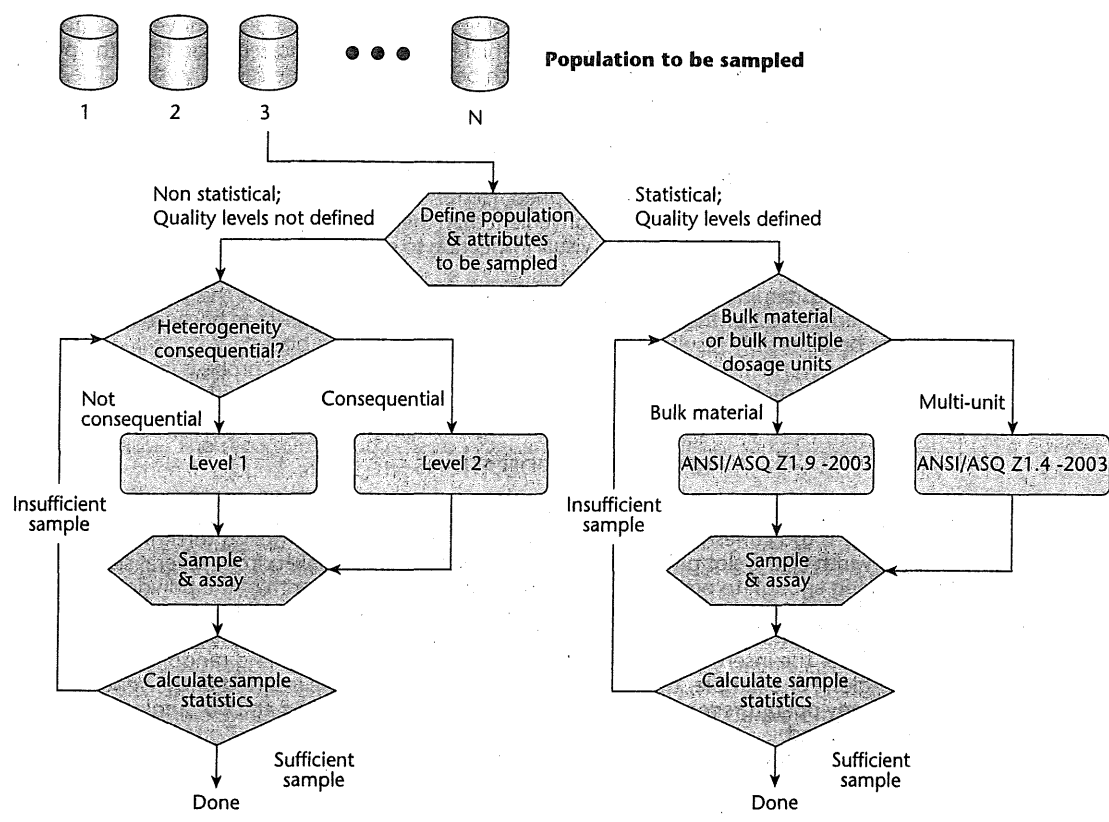 Population to be sampled
1
2
3
N
Non statistical;
Quality levels not defined
Define population
& attributes
to be sampled
Statistical;
Quality levels defined
Heterogeneity
consequential?
Bulk material
or bulk multiple
dosage units
Not
consequential
Consequential
Bulk material
Multi-unit
Level 1
Level 2
ANSI/ASQ Z1.9 -2003
ANSI/ASQ Z1.4 -2003
Insufficient
sample
Insufficient
sample
Sample
& assay
Sample
& assay
Calculate sample
statistics
Calculate sample
statistics
Sufficient
sample
Sufficient
sample
Done
Done